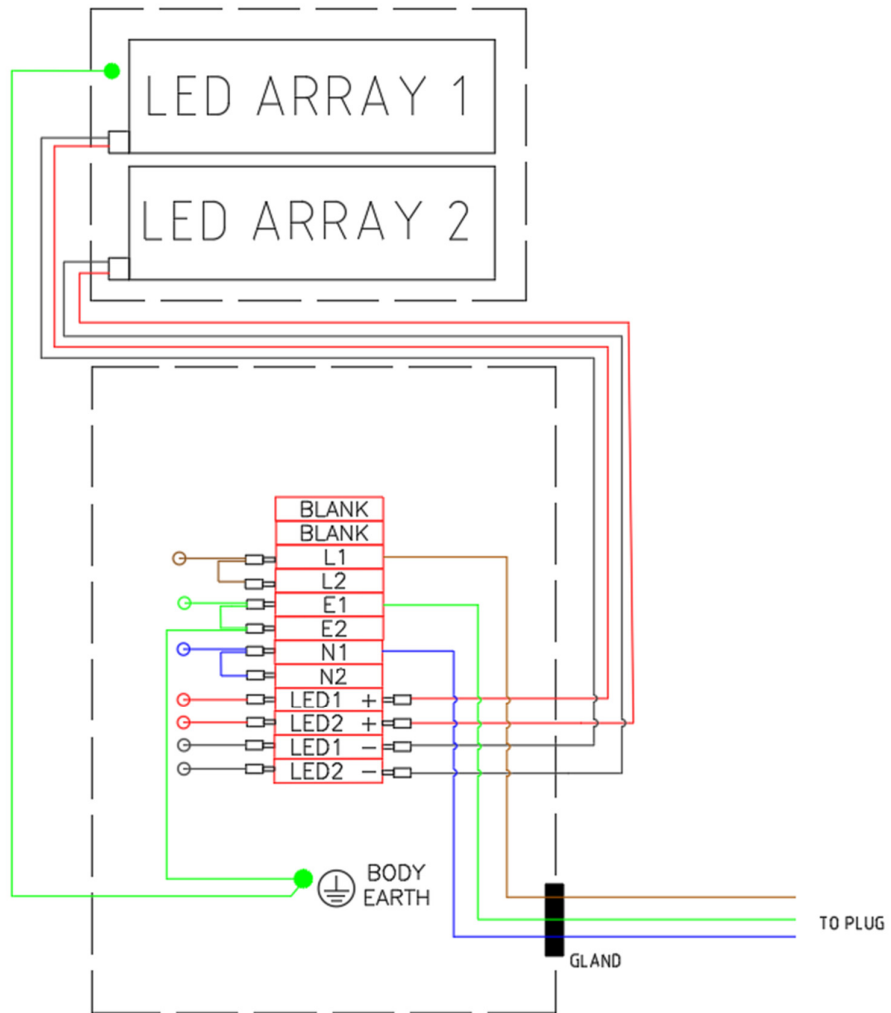 LED ARRAY 1
LED ARRAY 2
BLANK
BLANK
L1
L2
E1
E2
N1
N2
LED1 +
LED2 +
LED1 -
LED2 -
BODY
EARTH
TO PLUG
GLAND